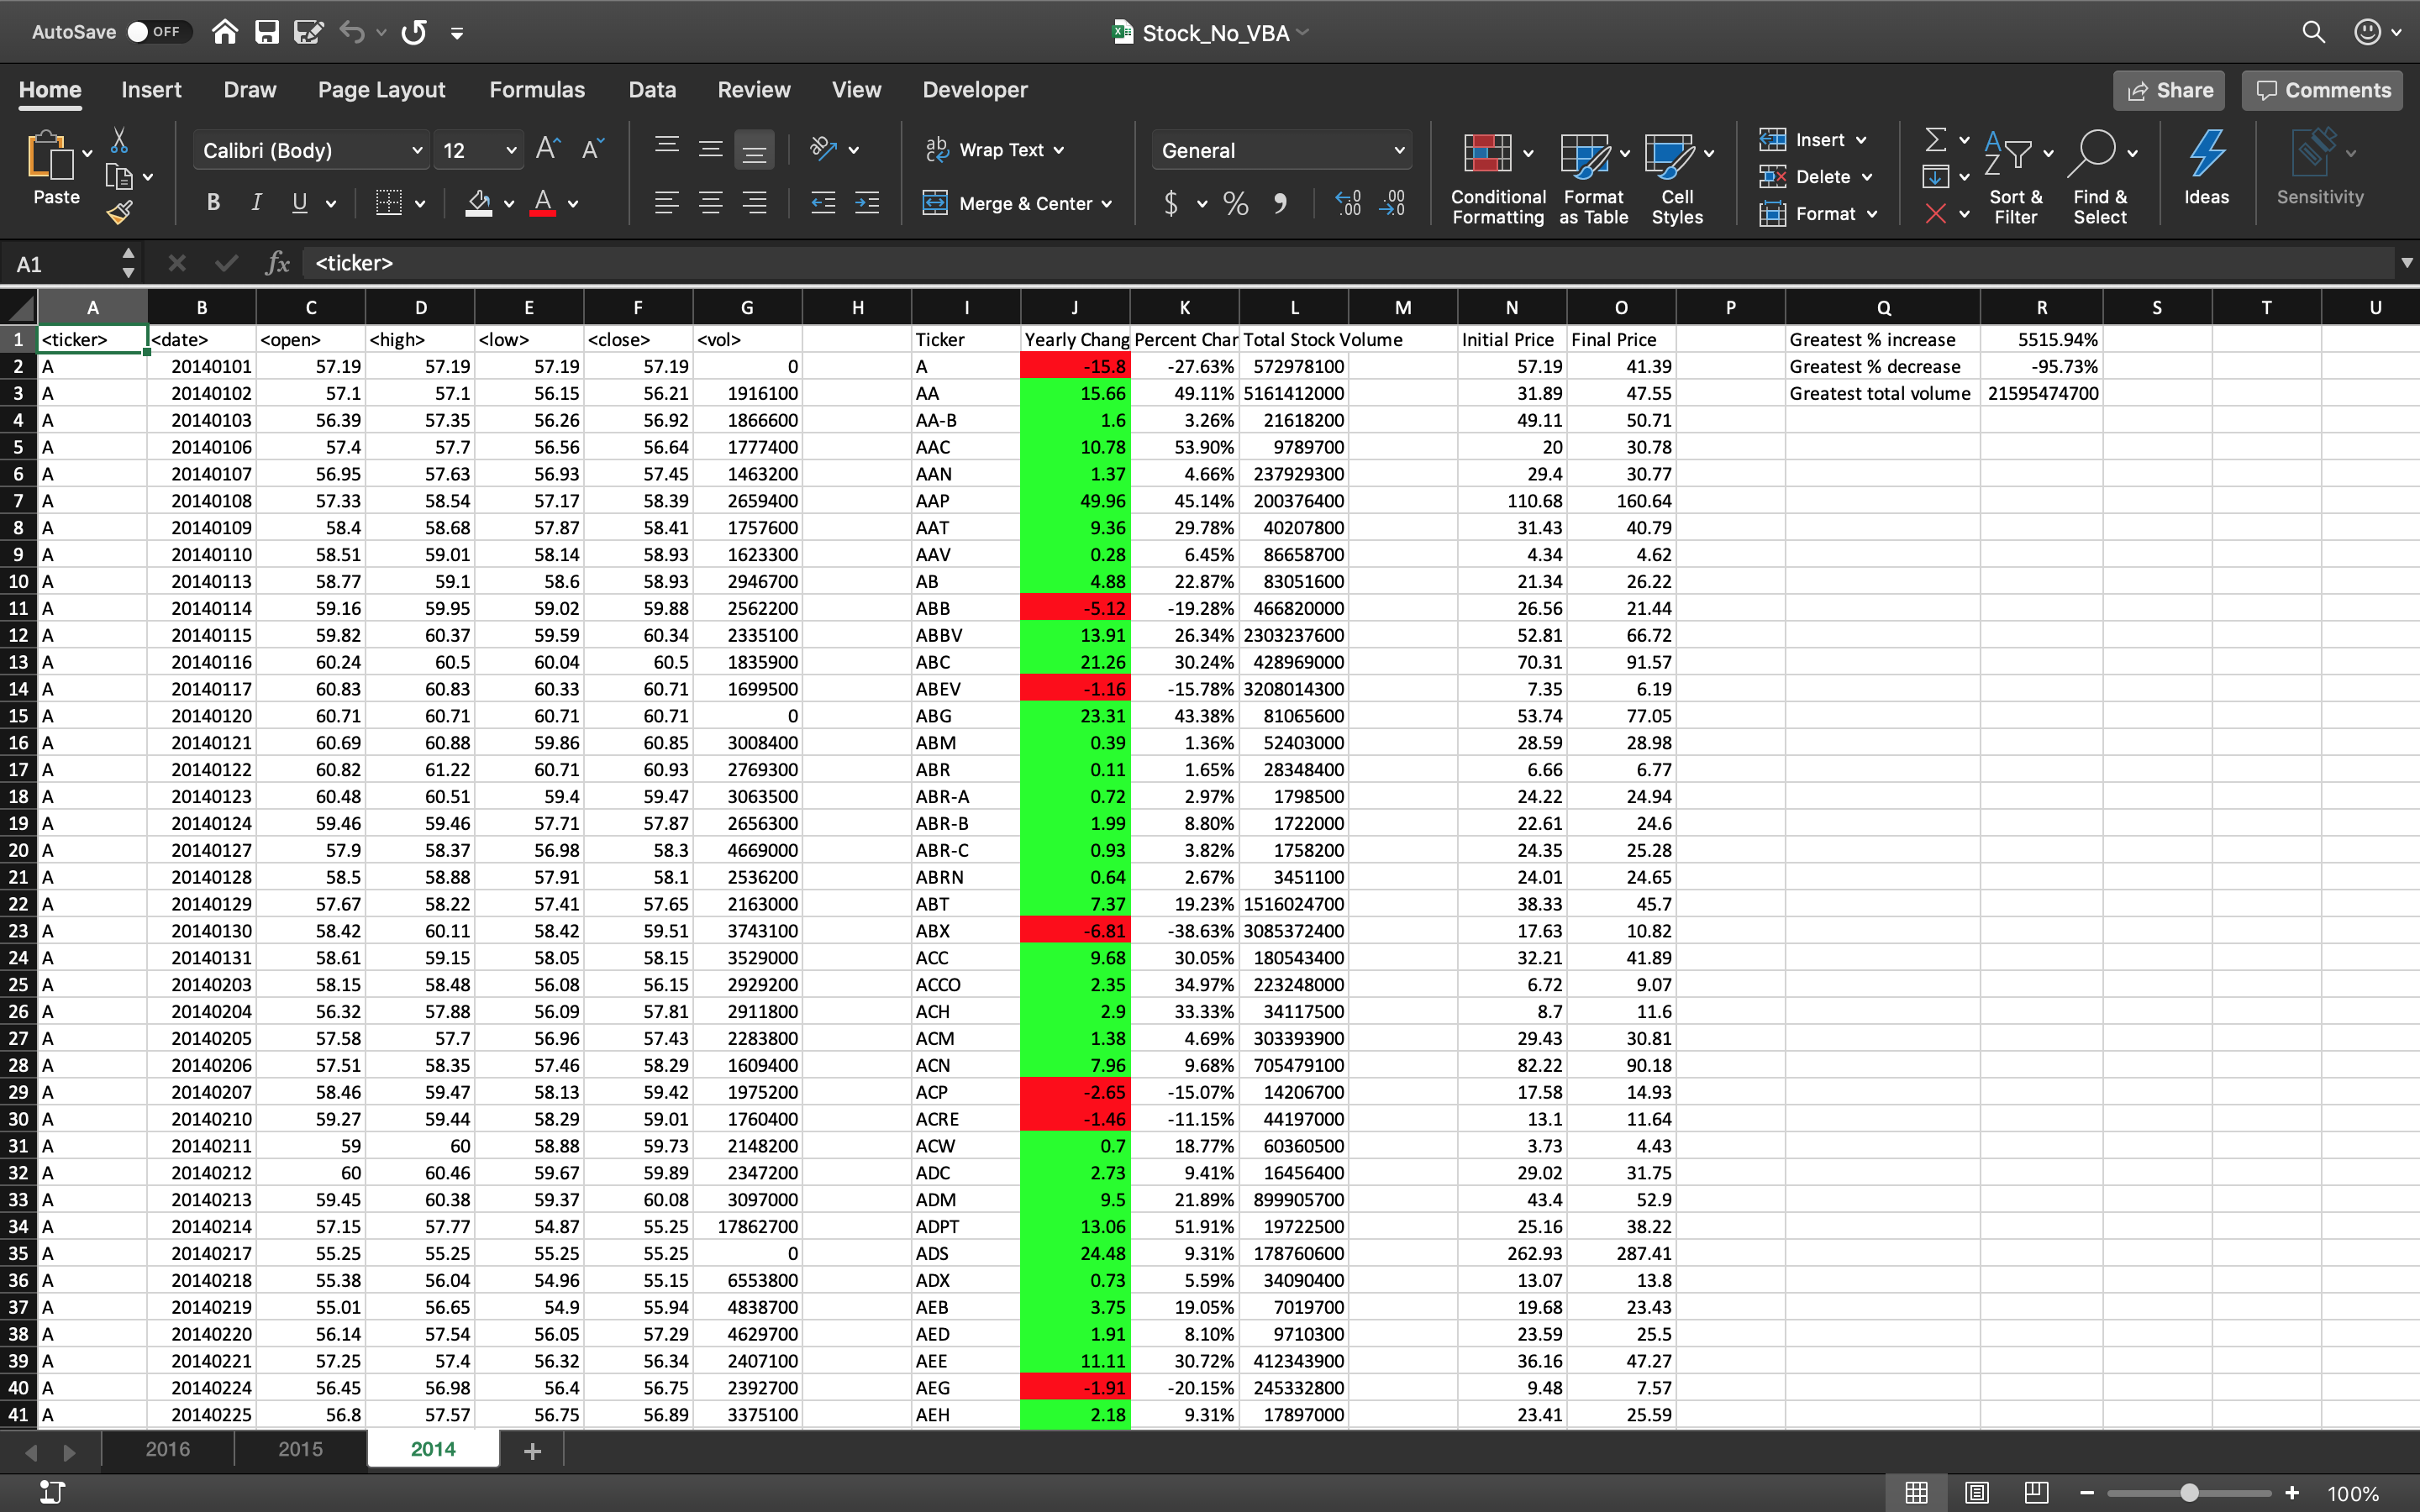 AutoSave OFF Stock_No_VBA
Home Insert Draw Page Layout Formulas Data Review View Developer Share Comments
Paste Calibri (Body) 12 Wrap Text General Conditional Formatting Format as Table Cell Styles Insert Sort & Filter Find & Select Ideas Sensitivity
B I U Merge & Center $ % Delete
Format
A1 fx <ticker>
A B C D E F G H I J K L M N O P Q R S T U
1 <ticker> <date> <open> <high> <low> <close> <vol> Ticker Yearly Chang Percent Char Total Stock Volume Initial Price Final Price Greatest % increase 5515.94%
2 A 20140101 57.19 57.19 57.19 57.19 0 A -15.8 -27.63% 572978100 57.19 41.39 Greatest % decrease -95.73%
3 A 20140102 57.1 57.1 56.15 56.21 1916100 AA 15.66 49.11% 5161412000 31.89 47.55 Greatest total volume 21595474700
4 A 20140103 56.39 57.35 56.26 56.92 1866600 AA-B 1.6 3.26% 21618200 49.11 50.71
5 A 20140106 57.4 57.7 56.56 56.64 1777400 AAC 10.78 53.90% 9789700 20 30.78
6 A 20140107 56.95 57.63 56.93 57.45 1463200 AAN 1.37 4.66% 237929300 29.4 30.77
7 A 20140108 57.33 58.54 57.17 58.39 2659400 AAP 49.96 45.14% 200376400 110.68 160.64
8 A 20140109 58.4 58.68 57.87 58.41 1757600 AAT 9.36 29.78% 40207800 31.43 40.79
9 A 20140110 58.51 59.01 58.14 58.93 1623300 AAV 0.28 6.45% 86658700 4.34 4.62
10 A 20140113 58.77 59.1 58.6 58.93 2946700 AB 4.88 22.87% 83051600 21.34 26.22
11 A 20140114 59.16 59.95 59.02 59.88 2562200 ABB -5.12 -19.28% 466820000 26.56 21.44
12 A 20140115 59.82 60.37 59.59 60.34 2335100 ABBV 13.91 26.34% 2303237600 52.81 66.72
13 A 20140116 60.24 60.5 60.04 60.5 1835900 ABC 21.26 30.24% 428969000 70.31 91.57
14 A 20140117 60.83 60.83 60.33 60.71 1699500 ABEV -1.16 -15.78% 3208014300 7.35 6.19
15 A 20140120 60.71 60.71 60.71 60.71 0 ABG 23.31 43.38% 81065600 53.74 77.05
16 A 20140121 60.69 60.88 59.86 60.85 3008400 ABM 0.39 1.36% 52403000 28.59 28.98
17 A 20140122 60.82 61.22 60.71 60.93 2769300 ABR 0.11 1.65% 28348400 6.66 6.77
18 A 20140123 60.48 60.51 59.4 59.47 3063500 ABR-A 0.72 2.97% 1798500 24.22 24.94
19 A 20140124 59.46 59.46 57.71 57.87 2656300 ABR-B 1.99 8.80% 1722000 22.61 24.6
20 A 20140127 57.9 58.37 56.98 58.3 4669000 ABR-C 0.93 3.82% 1758200 24.35 25.28
21 A 20140128 58.5 58.88 57.91 58.1 2536200 ABRN 0.64 2.67% 3451100 24.01 24.65
22 A 20140129 57.67 58.22 57.41 57.65 2163000 ABT 7.37 19.23% 1516024700 38.33 45.7
23 A 20140130 58.42 60.11 58.42 59.51 3743100 ABX -6.81 -38.63% 3085372400 17.63 10.82
24 A 20140131 58.61 59.15 58.05 58.15 3529000 ACC 9.68 30.05% 180543400 32.21 41.89
25 A 20140203 58.15 58.48 56.08 56.15 2929200 ACCO 2.35 34.97% 223248000 6.72 9.07
26 A 20140204 56.32 57.88 56.09 57.81 2911800 ACH 2.9 33.33% 34117500 8.7 11.6
27 A 20140205 57.58 57.7 56.96 57.43 2283800 ACM 1.38 4.69% 303393900 29.43 30.81
28 A 20140206 57.51 58.35 57.46 58.29 1609400 ACN 7.96 9.68% 705479100 82.22 90.18
29 A 20140207 58.46 59.47 58.13 59.42 1975200 ACP -2.65 -15.07% 14206700 17.58 14.93
30 A 20140210 59.27 59.44 58.29 59.01 1760400 ACRE -1.46 -11.15% 44197000 13.1 11.64
31 A 20140211 59 60 58.88 59.73 2148200 ACW 0.7 18.77% 60360500 3.73 4.43
32 A 20140212 60 60.46 59.67 59.89 2347200 ADC 2.73 9.41% 16456400 29.02 31.75
33 A 20140213 59.45 60.38 59.37 60.08 3097000 ADM 9.5 21.89% 899905700 43.4 52.9
34 A 20140214 57.15 57.77 54.87 55.25 17862700 ADPT 13.06 51.91% 19722500 25.16 38.22
35 A 20140217 55.25 55.25 55.25 55.25 0 ADS 24.48 9.31% 178760600 262.93 287.41
36 A 20140218 55.38 56.04 54.96 55.15 6553800 ADX 0.73 5.59% 34090400 13.07 13.8
37 A 20140219 55.01 56.65 54.9 55.94 4838700 AEB 3.75 19.05% 7019700 19.68 23.43
38 A 20140220 56.14 57.54 56.05 57.29 4629700 AED 1.91 8.10% 9710300 23.59 25.5
39 A 20140221 57.25 57.4 56.32 56.34 2407100 AEE 11.11 30.72% 412343900 36.16 47.27
40 A 20140224 56.45 56.98 56.4 56.75 2392700 AEG -1.91 -20.15% 245332800 9.48 7.57
41 A 20140225 56.8 57.57 56.75 56.89 3375100 AEH 2.18 9.31% 17897000 23.41 25.59
2016 2015 2014
100%